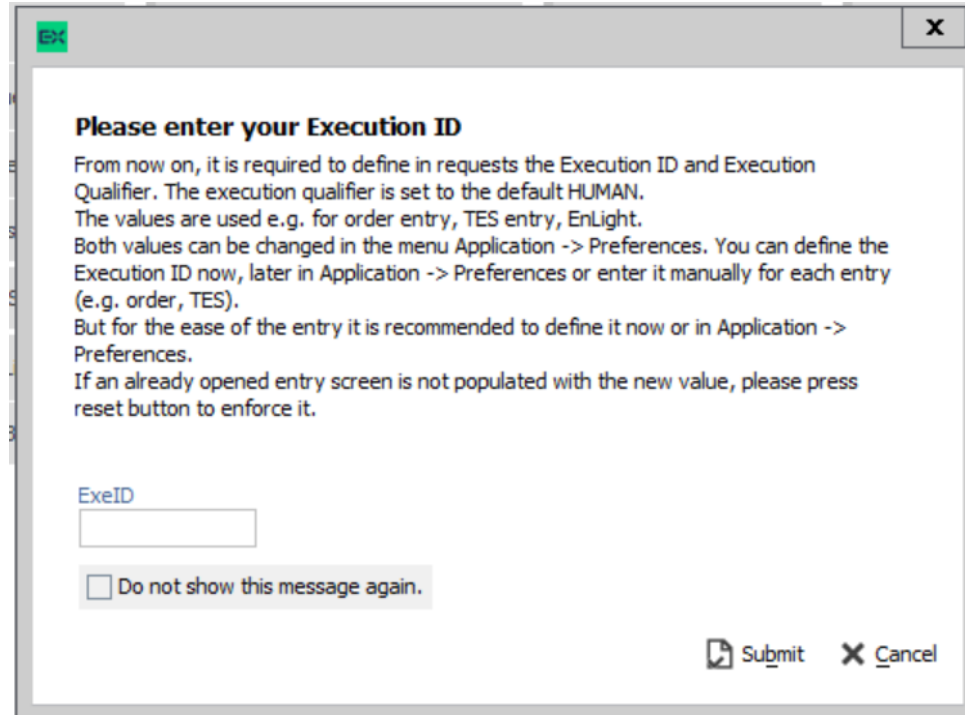 EX
X
Please enter your Execution ID
From now on, it is required to define in requests the Execution ID and Execution
Qualifier. The execution qualifier is set to the default HUMAN.
The values are used e.g. for order entry, TES entry, EnLight.
Both values can be changed in the menu Application -> Preferences. You can define the
Execution ID now, later in Application -> Preferences or enter it manually for each entry
(e.g. order, TES).
But for the ease of the entry it is recommended to define it now or in Application ->
Preferences.
If an already opened entry screen is not populated with the new value, please press
reset button to enforce it.
ExeID
Do not show this message again.
Submit Cancel